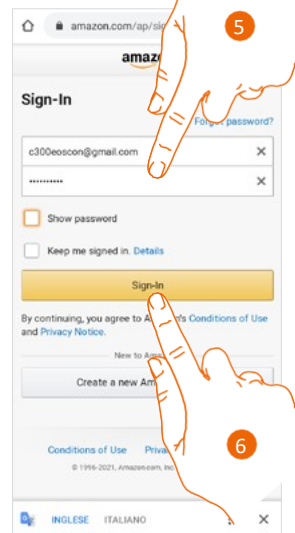 amazon.com/ap/si
5
amaz
Sign-In
Forgot password?
c300eoscon@gmail.com
Show password
Keep me signed in. Details
Sign-In
By continuing, you agree to A n's Conditions of Use
and Privacy Notice.
New to Ama
Create a new Am
Conditions of Use Priva
6
© 1996-2021, Amazon.com, Inc
INGLESE ITALIANO